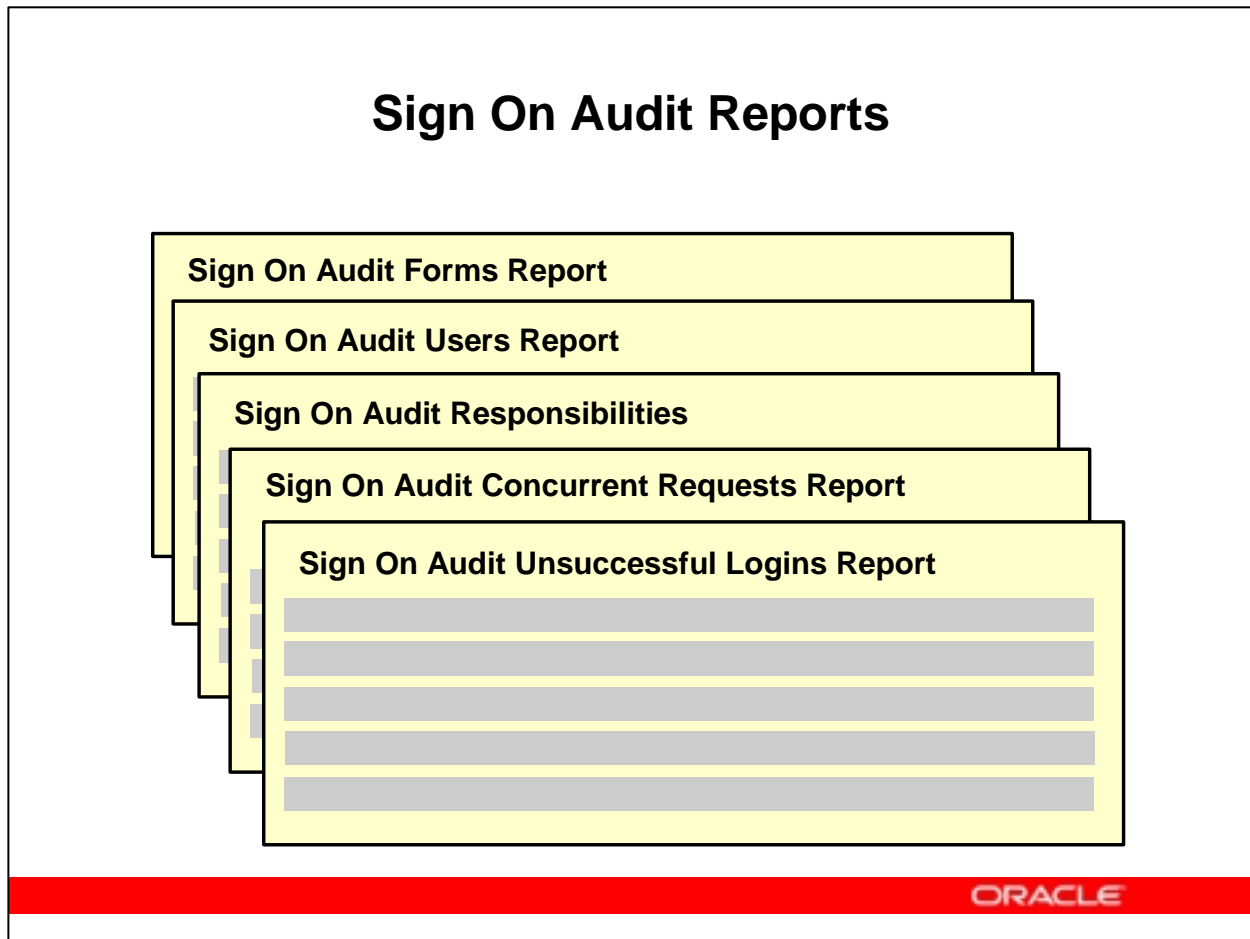 Sign On Audit Reports
Sign On Audit Forms Report
Sign On Audit Users Report
Sign On Audit Responsibilities
Sign On Audit Concurrent Requests Report
Sign On Audit Unsuccessful Logins Report
ORACLE